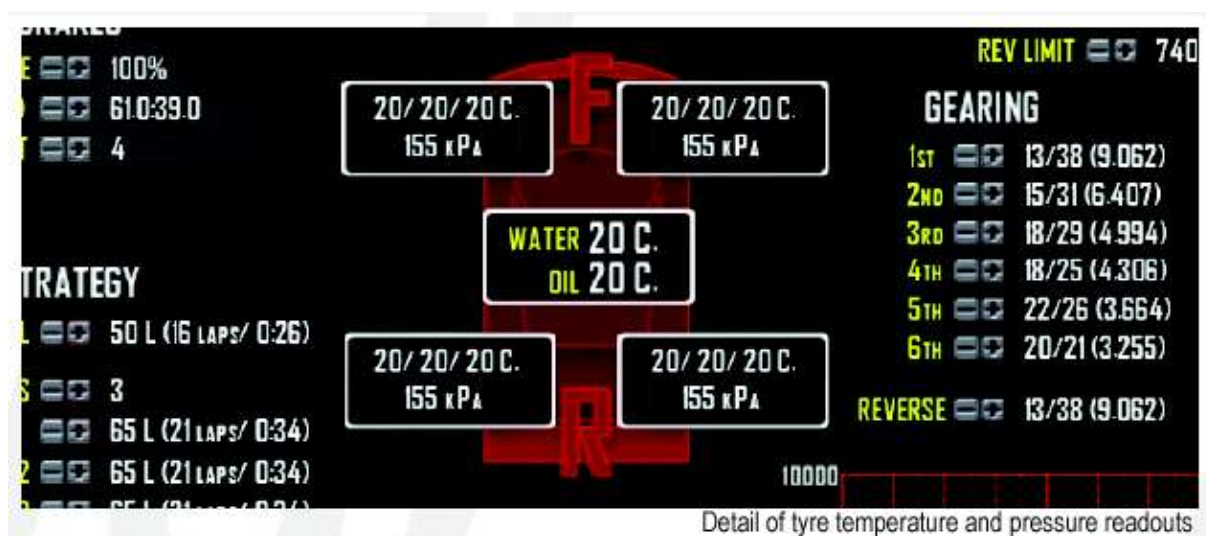 100%
61.0:39.0
4
TRATEGY
50 L (16 LAPS/ 0:26)
3
65 L (21 LAPS/ 0:34)
65 L (21 LAPS/ 0:34)
F
20/ 20/ 20 C.
155 KPA
20/ 20/ 20 C.
155 KPA
WATER 20 C.
OIL 20 C.
20/ 20/ 20 C.
155 KPA
20/ 20/ 20 C.
155 KPA
R
REV LIMIT 740
GEARING
1ST 13/38 (9.062)
2ND 15/31 (6.407)
3RD 18/29 (4.994)
4TH 18/25 (4.306)
5TH 22/26 (3.664)
6TH 20/21 (3.255)
REVERSE 13/38 (9.062)
10000
Detail of tyre temperature and pressure readouts